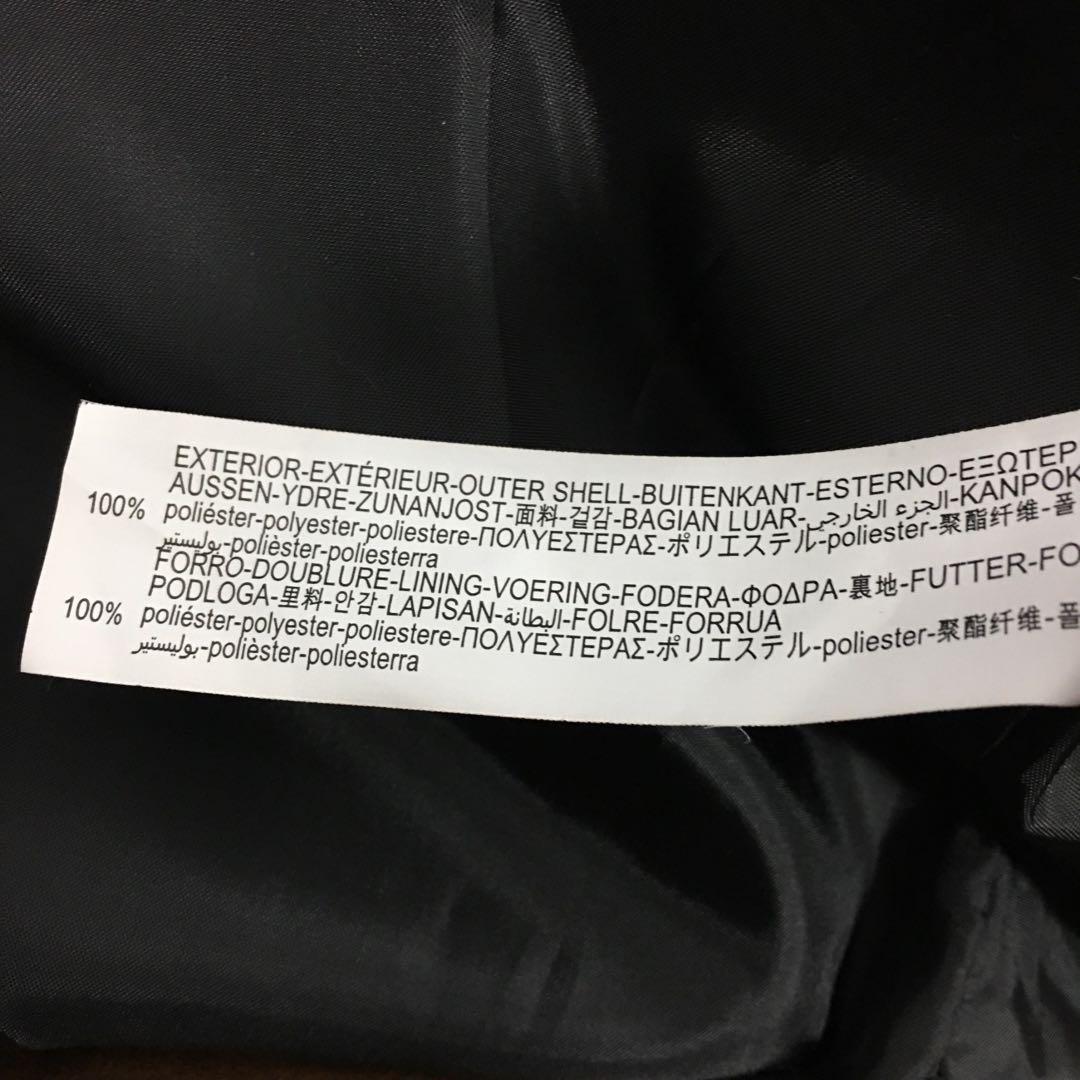 EXTERIOR-EXTÉRIEUR-OUTER SHELL-BUITENKANT-ESTERNO-ΕΞΩΤΕΡ
AUSSEN-YDRE-ZUNANJOST-面料-겉감-BAGIAN LUAR-الجزء الخارجي-KANPOK
100% poliéster-polyester-poliestere-ΠΟΛΥΕΣΤΕΡΑΣ-ポリエステル-poliester-聚酯纤维-폴
بوليستير-polièster-poliesterra
FORRO-DOUBLURE-LINING-VOERING-FODERA-ΦΟΔΡΑ-裏地-FUTTER-FO
PODLOGA-里料-안감-LAPISAN-البطانة-FOLRE-FORRUA
100% poliéster-polyester-poliestere-ΠΟΛΥΕΣΤΕΡΑΣ-ポリエステル-poliester-聚酯纤维-폴
بوليستير-polièster-poliesterra